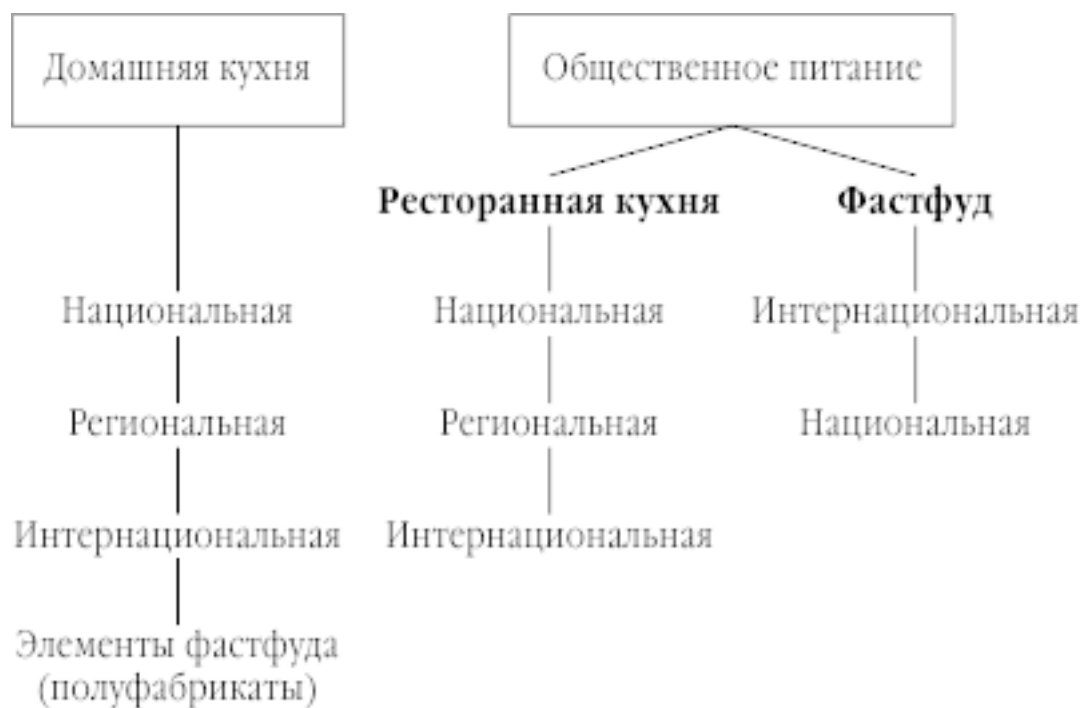 Домашняя кухня
Общественное питание
Ресторанная кухня
Фастфуд
Национальная
Национальная
Интернациональная
Региональная
Региональная
Национальная
Интернациональная
Интернациональная
Элементы фастфуда
(полуфабрикаты)